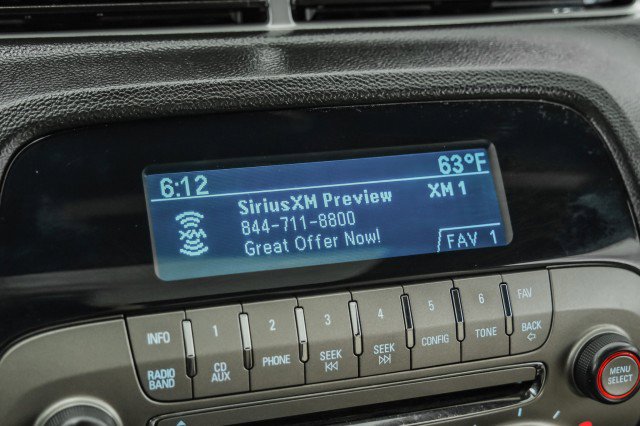 6:12 63°F
SiriusXM Preview XM 1
844-711-8800
XM
Great Offer Now!
FAV 1
INFO 1 2 3 4 5 6 FAV
RADIO BAND CD AUX PHONE SEEK SEEK CONFIG TONE BACK
MENU
SELECT